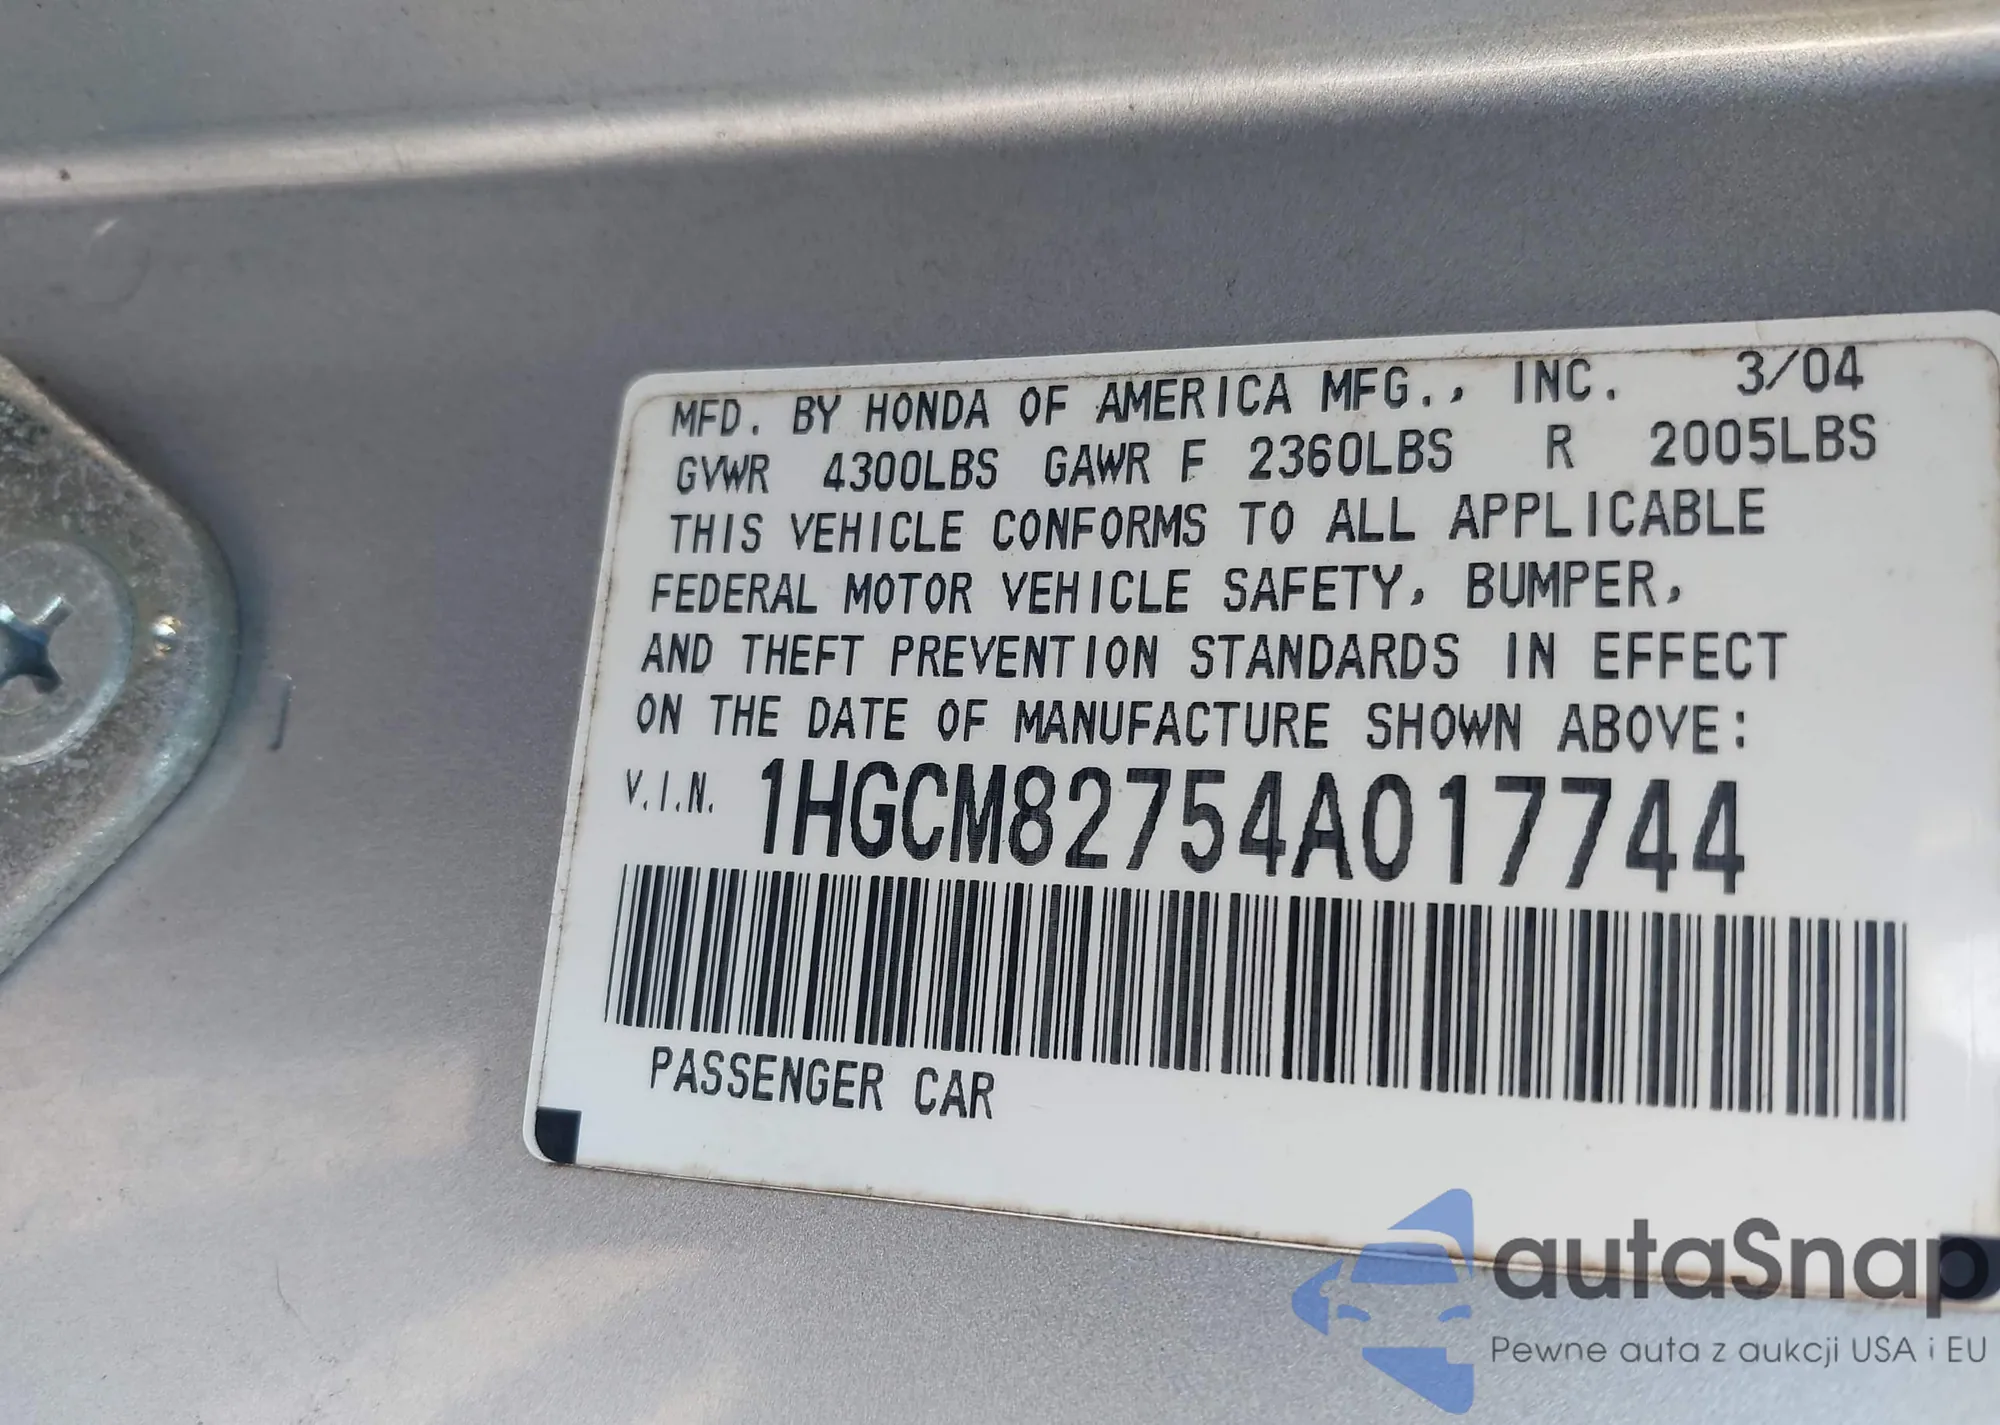 MFD. BY HONDA OF AMERICA MFG., INC. 3/04
GVWR 4300LBS GAWR F 2360LBS R 2005LBS
THIS VEHICLE CONFORMS TO ALL APPLICABLE
FEDERAL MOTOR VEHICLE SAFETY, BUMPER,
AND THEFT PREVENTION STANDARDS IN EFFECT
ON THE DATE OF MANUFACTURE SHOWN ABOVE:
V.I.N. 1HGCM82754A017744
PASSENGER CAR
autaSnap
Pewne auta z aukcji USA i EU